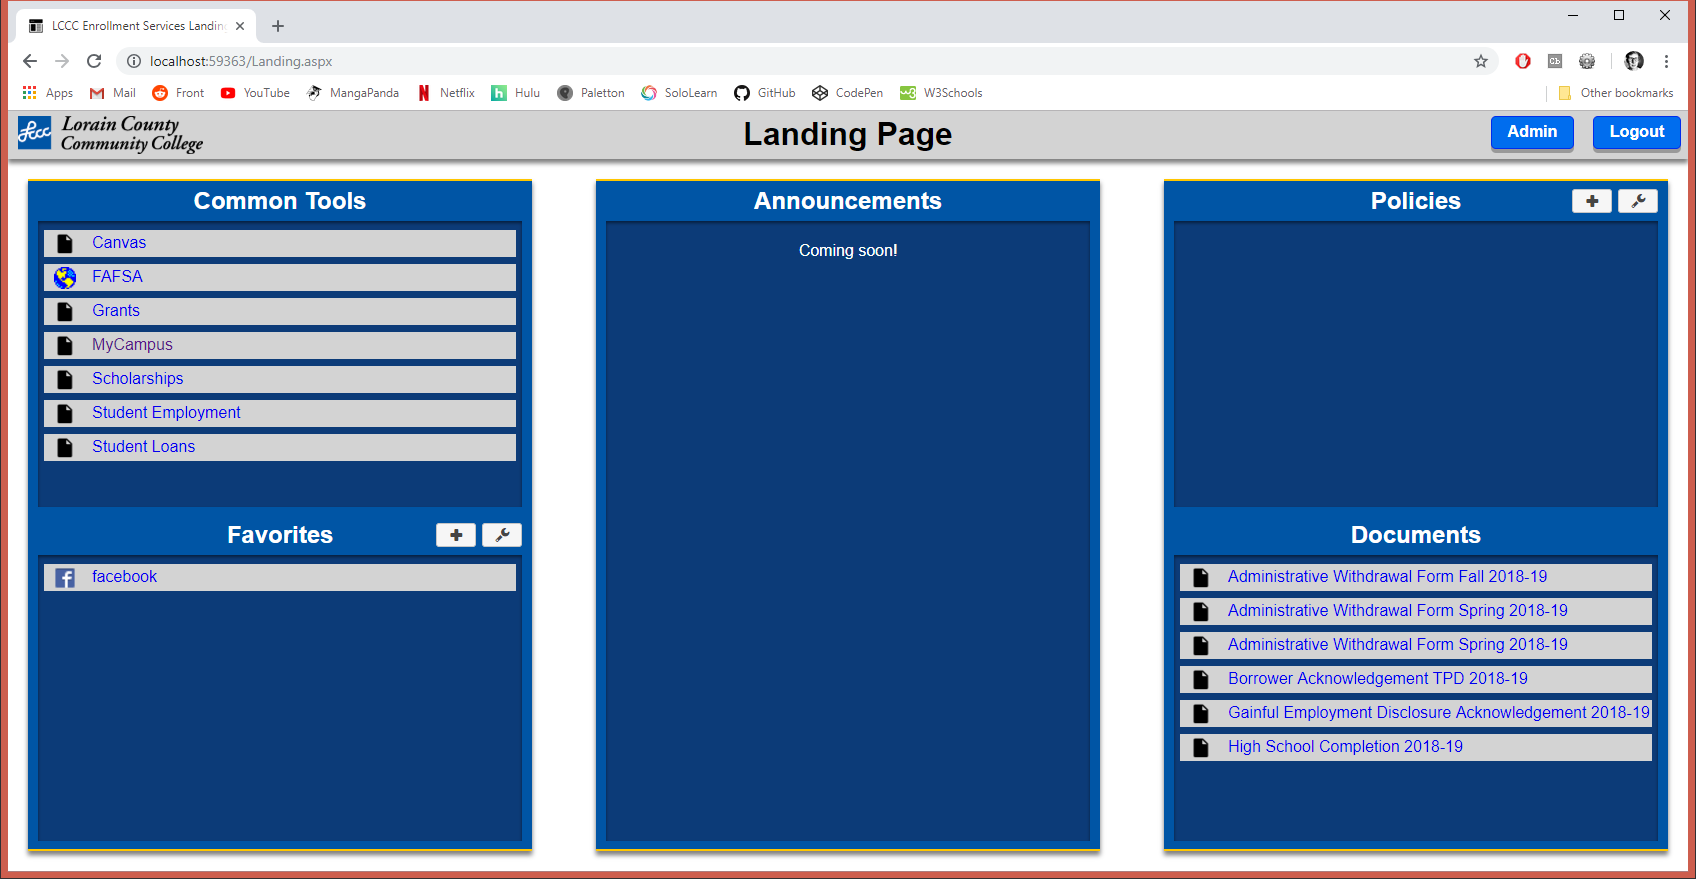 LCCC Enrollment Services Landin
localhost:59363/Landing.aspx
Apps Mail Front YouTube MangaPanda Netflix Hulu Paletton SoloLearn GitHub CodePen W3Schools Other bookmarks
Lorain County
Community College
Landing Page
Admin
Logout
Common Tools
Canvas
FAFSA
Grants
MyCampus
Scholarships
Student Employment
Student Loans
Favorites
facebook
Announcements
Coming soon!
Policies
Documents
Administrative Withdrawal Form Fall 2018-19
Administrative Withdrawal Form Spring 2018-19
Administrative Withdrawal Form Spring 2018-19
Borrower Acknowledgement TPD 2018-19
Gainful Employment Disclosure Acknowledgement 2018-19
High School Completion 2018-19